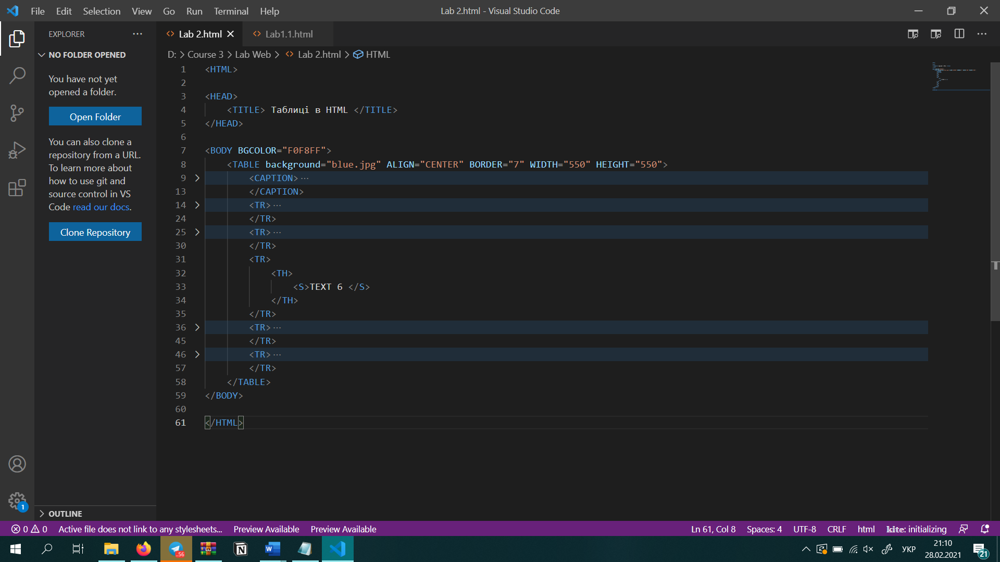 File Edit Selection View Go Run Terminal Help
Lab 2.html - Visual Studio Code
EXPLORER
NO FOLDER OPENED
You have not yet
opened a folder.
Open Folder
You can also clone a
repository from a URL.
To learn more about
how to use git and
source control in VS
Code read our docs.
Clone Repository
OUTLINE
Lab 2.html
Lab1.1.html
D: > Course 3 > Lab Web > Lab 2.html > HTML
1 <HTML>
2
3 <HEAD>
4 <TITLE> Таблиці в HTML </TITLE>
5 </HEAD>
6
7 <BODY BGCOLOR="F0F8FF">
8 <TABLE background="blue.jpg" ALIGN="CENTER" BORDER="7" WIDTH="550" HEIGHT="550">
9 <CAPTION>···
13 </CAPTION>
14 <TR>···
24 </TR>
25 <TR>···
30 </TR>
31 <TR>
32 <TH>
33 <S>TEXT 6 </S>
34 </TH>
35 </TR>
36 <TR>···
45 </TR>
46 <TR>···
57 </TR>
58 </TABLE>
59 </BODY>
60
61 </HTML>
1
0 0 Active file does not link to any stylesheets... Preview Available Preview Available
Ln 61, Col 8 Spaces: 4 UTF-8 CRLF html kite: initializing
..56
УКР
21:10
28.02.2021
21